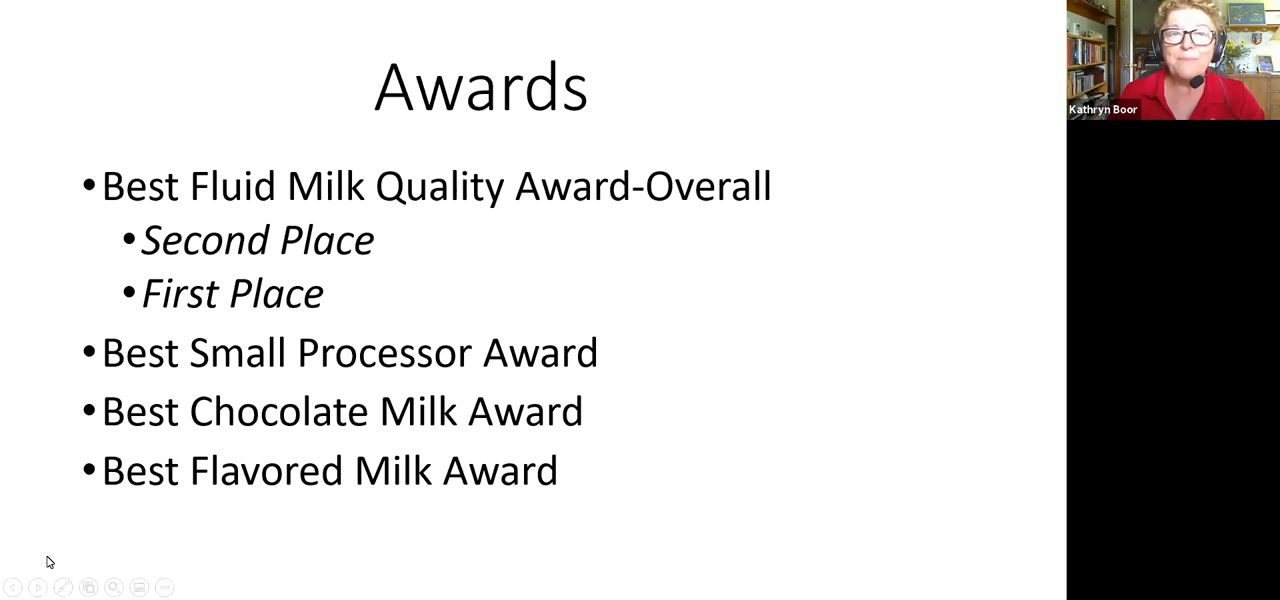 Awards
•Best Fluid Milk Quality Award-Overall
•Second Place
•First Place
•Best Small Processor Award
•Best Chocolate Milk Award
•Best Flavored Milk Award
Kathryn Boor